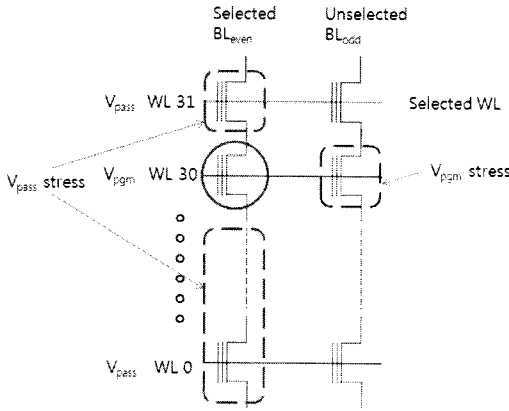 Selected
BLeven
Unselected
BLodd
Vpass WL 31
Selected WL
Vpass stress
Vpgm WL 30
Vpgm stress
Vpass WL 0